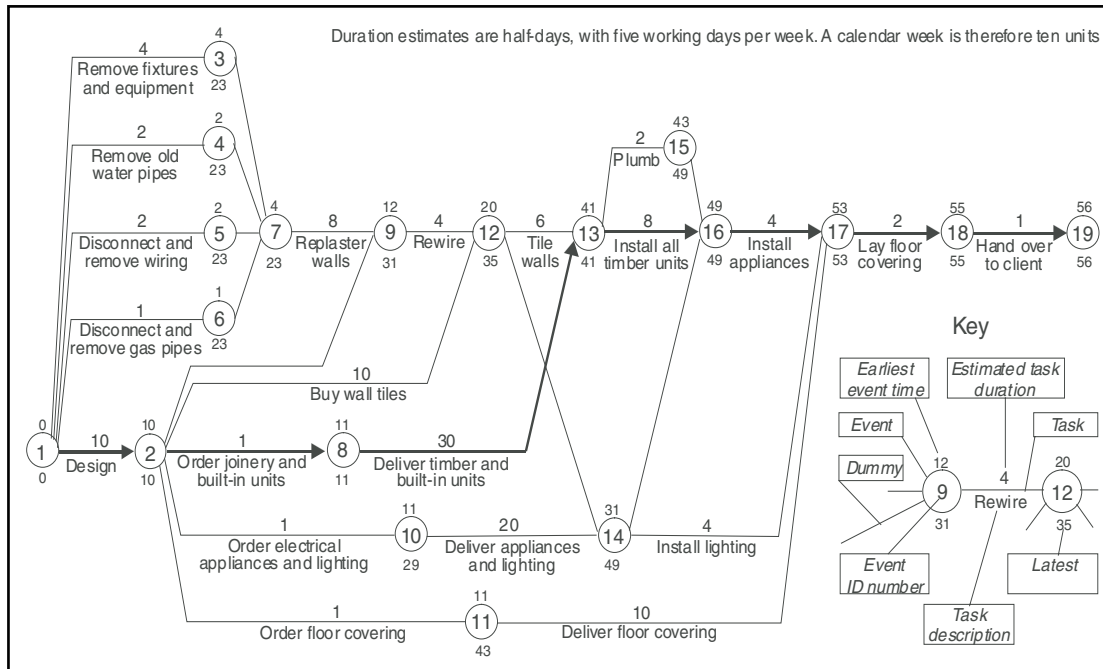 Duration estimates are half-days, with five working days per week. A calendar week is therefore ten units
4
4
3
Remove fixtures
and equipment
23
2
2
4
Remove old
water pipes
23
2
2
5
Disconnect and
remove wiring
23
1
1
6
Disconnect and
remove gas pipes
23
4
7
23
8
Replaster
walls
12
9
31
4
Rewire
20
12
35
6
Tile
walls
41
13
41
2
Plumb
43
15
49
8
Install all
timber units
49
16
49
4
Install
appliances
53
17
53
2
Lay floor
covering
55
18
55
1
Hand over
to client
56
19
56
10
Buy wall tiles
0
1
0
10
Design
10
2
10
1
Order joinery and
built-in units
11
8
11
30
Deliver timber and
built-in units
1
Order electrical
appliances and lighting
11
10
29
20
Deliver appliances
and lighting
31
14
49
4
Install lighting
1
Order floor covering
11
11
43
10
Deliver floor covering
Key
Earliest
event time
Estimated task
duration
Event
Task
Dummy
12
9
31
4
Rewire
20
12
35
Event
ID number
Latest
Task
description